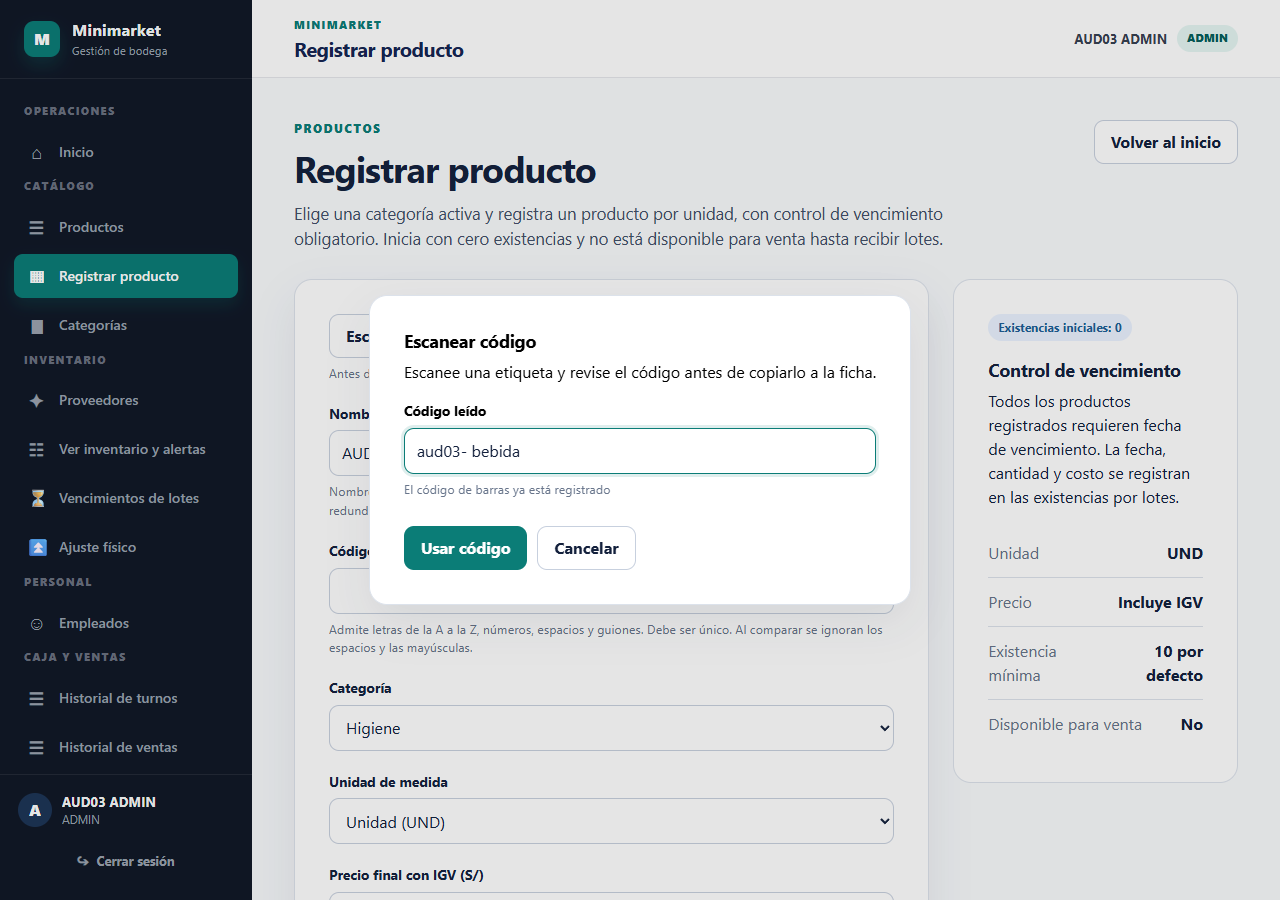 M
Minimarket
Gestión de bodega
OPERACIONES
Inicio
CATÁLOGO
Productos
Registrar producto
Categorías
INVENTARIO
Proveedores
Ver inventario y alertas
Vencimientos de lotes
Ajuste físico
PERSONAL
Empleados
CAJA Y VENTAS
Historial de turnos
Historial de ventas
A
AUD03 ADMIN
ADMIN
Cerrar sesión
MINIMARKET
Registrar producto
AUD03 ADMIN
ADMIN
PRODUCTOS
Registrar producto
Volver al inicio
Elige una categoría activa y registra un producto por unidad, con control de vencimiento
obligatorio. Inicia con cero existencias y no está disponible para venta hasta recibir lotes.
Escanear código
Escanee una etiqueta y revise el código antes de copiarlo a la ficha.
Código leído
aud03- bebida
El código de barras ya está registrado
Usar código
Cancelar
Esc
Antes d
Nomb
AUD
Nombre
redund
Código
Admite letras de la A a la Z, números, espacios y guiones. Debe ser único. Al comparar se ignoran los
espacios y las mayúsculas.
Categoría
Higiene
Unidad de medida
Unidad (UND)
Precio final con IGV (S/)
Existencias iniciales: 0
Control de vencimiento
Todos los productos
registrados requieren fecha
de vencimiento. La fecha,
cantidad y costo se registran
en las existencias por lotes.
Unidad UND
Precio Incluye IGV
Existencia 10 por
mínima defecto
Disponible para venta No